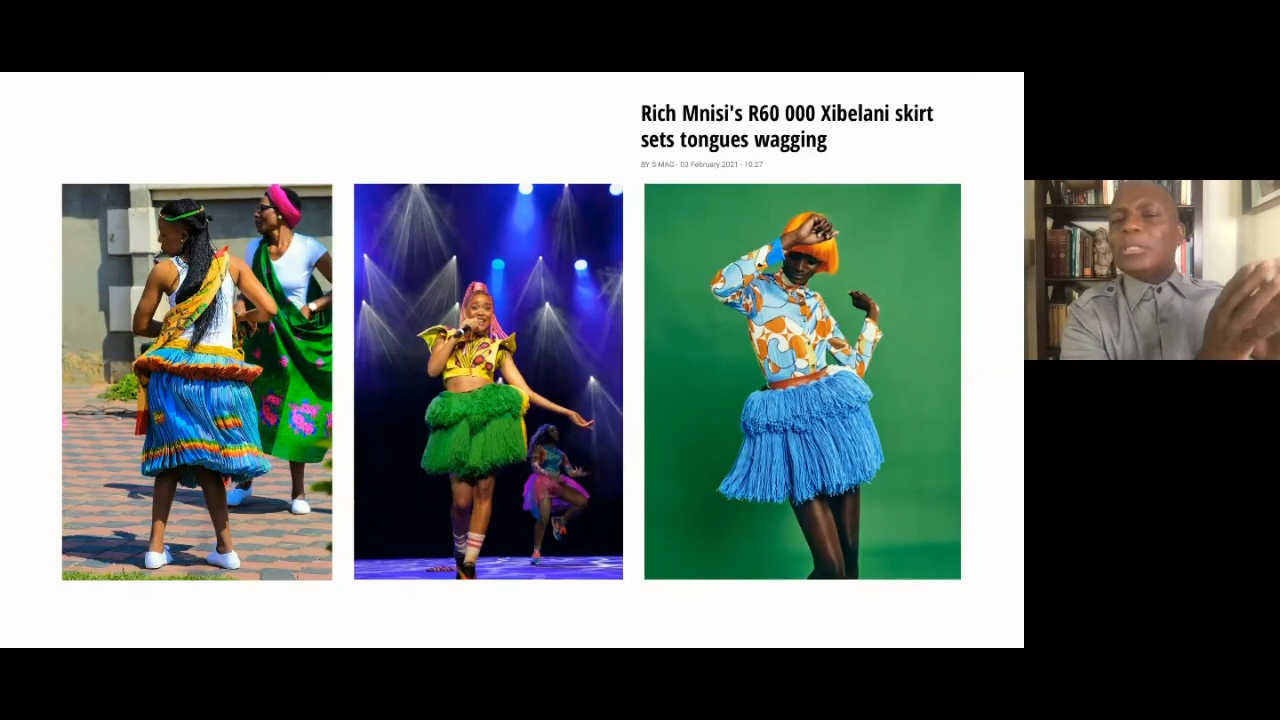 Rich Mnisi's R60 000 Xibelani skirt
sets tongues wagging
BY S MAG - 03 February 2021 - 10:27